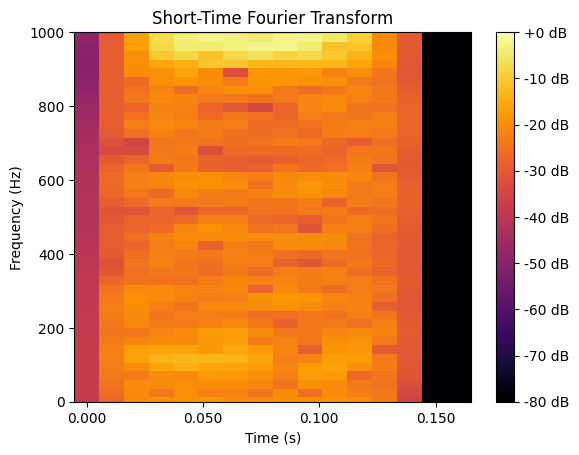 Short-Time Fourier Transform
1000
800
600
400
200
0
Frequency (Hz)
0.000
0.050
0.100
0.150
Time (s)
+0 dB
-10 dB
-20 dB
-30 dB
-40 dB
-50 dB
-60 dB
-70 dB
-80 dB